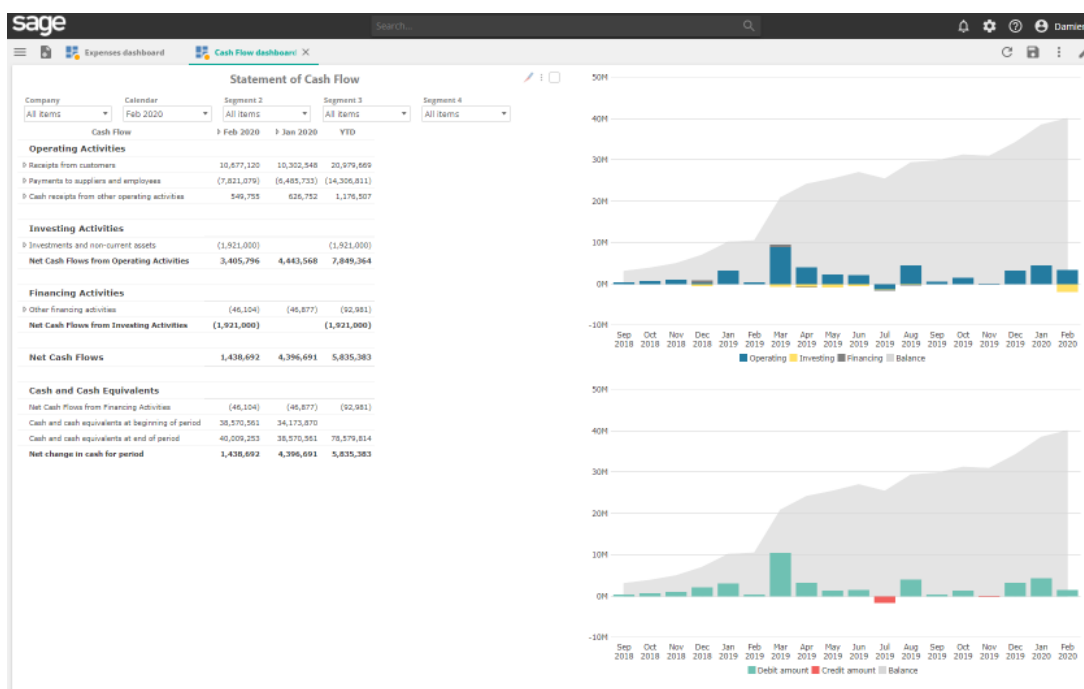 sage
Search...
Damien
Expenses dashboard Cash Flow dashboard
Statement of Cash Flow
Company Calendar Segment 2 Segment 3 Segment 4
All items Feb 2020 All items All items All items
Cash Flow Feb 2020 Jan 2020 YTD
Operating Activities
Receipts from customers 10,677,120 10,302,548 20,979,669
Payments to suppliers and employees (7,821,079) (6,485,733) (14,306,811)
Cash receipts from other operating activities 549,755 626,752 1,176,507
Investing Activities
Investments and non-current assets (1,921,000) (1,921,000)
Net Cash Flows from Operating Activities 3,405,796 4,443,568 7,849,364
Financing Activities
Other financing activities (46,104) (46,877) (92,981)
Net Cash Flows from Investing Activities (1,921,000) (1,921,000)
Net Cash Flows 1,438,692 4,396,691 5,835,383
Cash and Cash Equivalents
Net Cash Flows from Financing Activities (46,104) (46,877) (92,981)
Cash and cash equivalents at beginning of period 38,570,561 34,173,870
Cash and cash equivalents at end of period 40,009,253 38,570,561 78,579,814
Net change in cash for period 1,438,692 4,396,691 5,835,383
50M
40M
30M
20M
10M
0M
-10M
Sep Oct Nov Dec Jan Feb Mar Apr May Jun Jul Aug Sep Oct Nov Dec Jan Feb
2018 2018 2018 2018 2019 2019 2019 2019 2019 2019 2019 2019 2019 2019 2019 2019 2020 2020
Operating Investing Financing Balance
50M
40M
30M
20M
10M
0M
-10M
Sep Oct Nov Dec Jan Feb Mar Apr May Jun Jul Aug Sep Oct Nov Dec Jan Feb
2018 2018 2018 2018 2019 2019 2019 2019 2019 2019 2019 2019 2019 2019 2019 2019 2020 2020
Debit amount Credit amount Balance